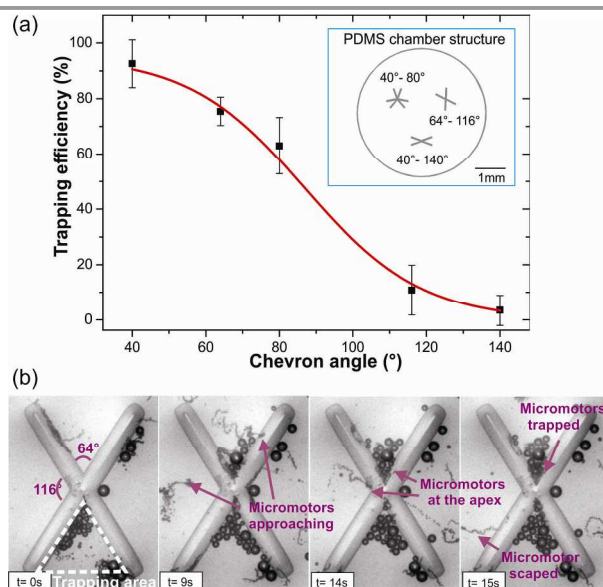 (a)
100
80
60
40
20
0
Trapping efficiency (%)
40
60
80
100
120
140
Chevron angle (°)
PDMS chamber structure
40°- 80°
64°- 116°
40°- 140°
1mm
(b)
64°
116°
Trapping area
t= 0s
Micromotors
approaching
t= 9s
Micromotors
at the apex
t= 14s
Micromotors
trapped
Micromotor
scaped
t= 15s